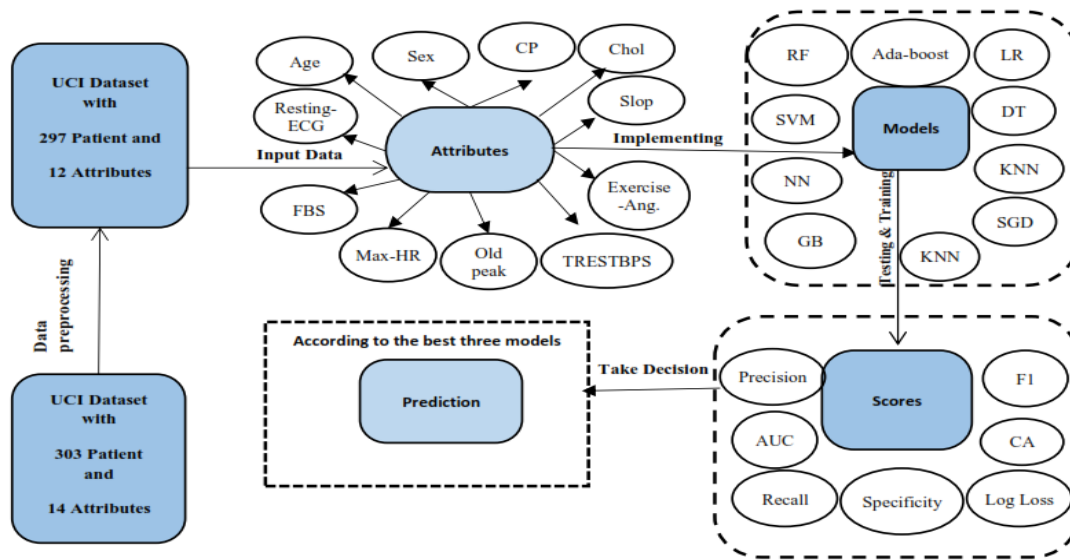 UCI Dataset
with
297 Patient and
12 Attributes
Data
preprocessing
UCI Dataset
with
303 Patient
and
14 Attributes
Input Data
Age
Sex
CP
Chol
Resting-
ECG
Slop
Attributes
FBS
Exercise
-Ang.
Max-HR
Old
peak
TRESTBPS
Implementing
RF
Ada-boost
LR
SVM
Models
DT
NN
KNN
GB
SGD
KNN
Testing & Training
Precision
Scores
F1
AUC
CA
Recall
Specificity
Log Loss
Take Decision
According to the best three models
Prediction